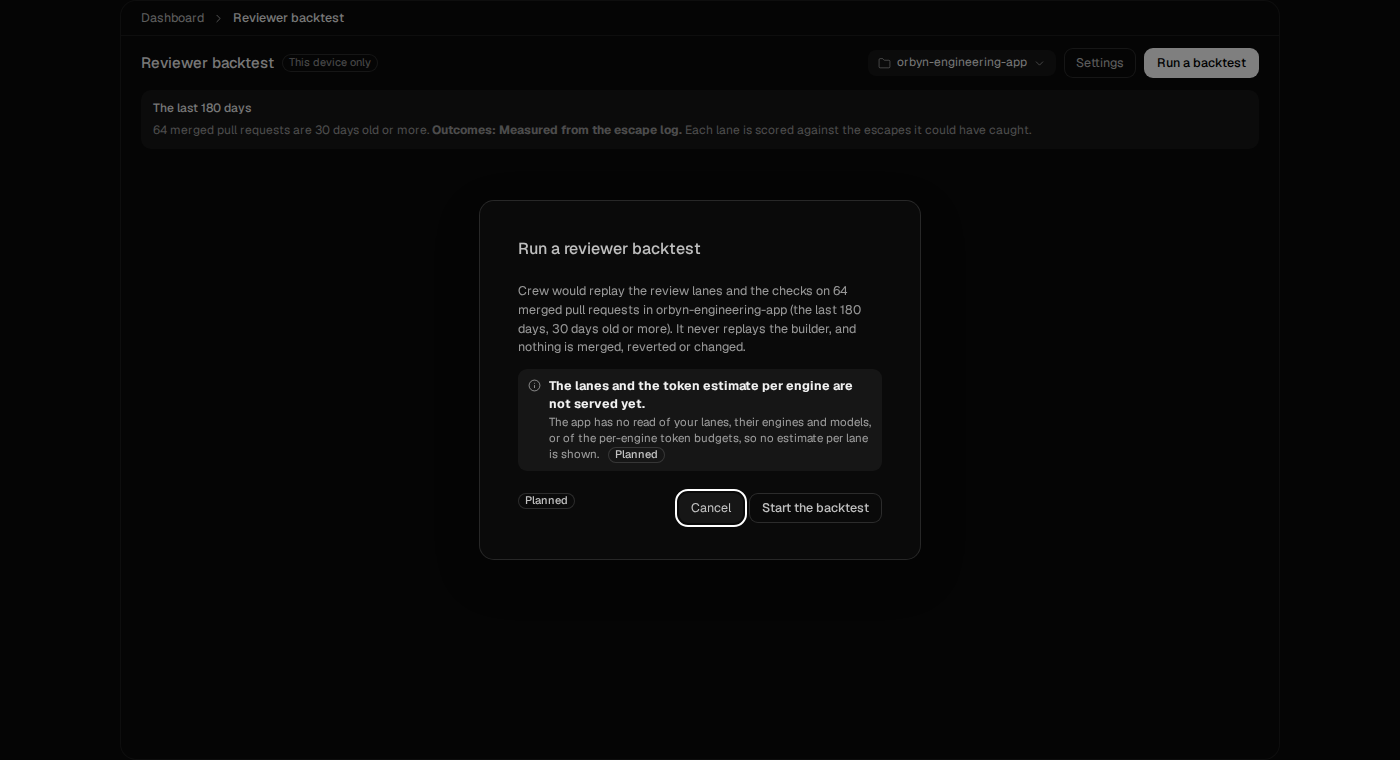 Dashboard > Reviewer backtest
Reviewer backtest This device only orbyn-engineering-app Settings Run a backtest
The last 180 days
64 merged pull requests are 30 days old or more. Outcomes: Measured from the escape log. Each lane is scored against the escapes it could have caught.
Run a reviewer backtest
Crew would replay the review lanes and the checks on 64
merged pull requests in orbyn-engineering-app (the last 180
days, 30 days old or more). It never replays the builder, and
nothing is merged, reverted or changed.
The lanes and the token estimate per engine are
not served yet.
The app has no read of your lanes, their engines and models,
or of the per-engine token budgets, so no estimate per lane
is shown. Planned
Planned Cancel Start the backtest